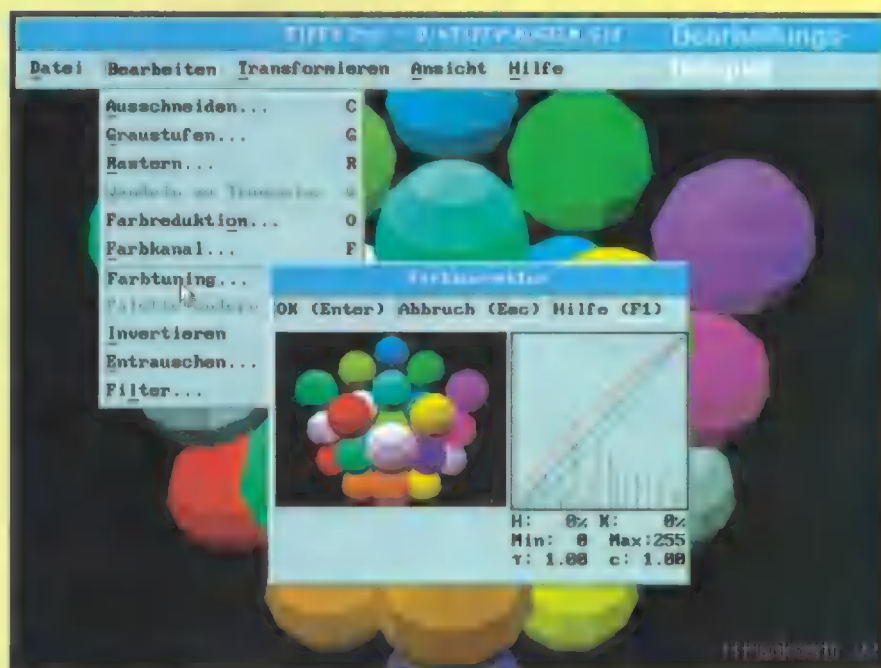 Bearbeitungs-
Datei Bearbeiten Transformieren Ansicht Hilfe
Ausschneiden... C
Graustufen... G
Rastern... R
Farbreduktion... O
Farbkanal... F
Farbtuning...
Invertieren
Entrauschen...
Filter...
OK (Enter) Abbruch (Esc) Hilfe (F1)
H: 0% K: 0%
Min: 0 Max:255
γ: 1.00 c: 1.00